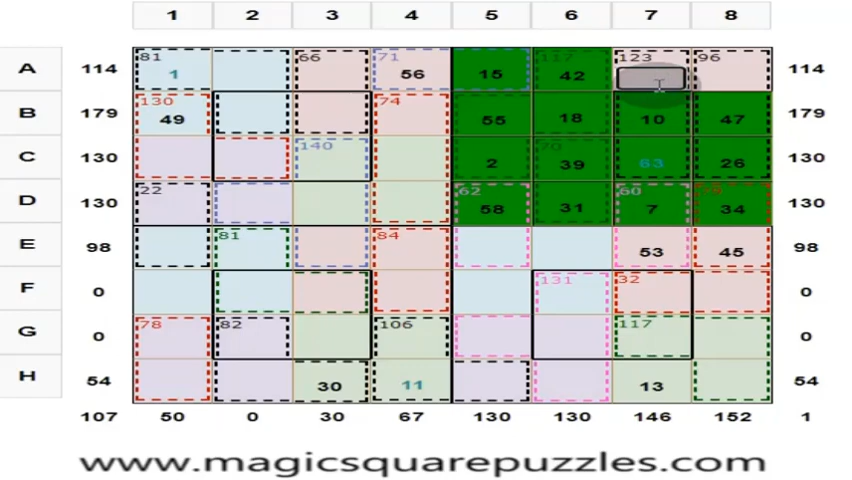 1 2 3 4 5 6 7 8
A 114 81 1 66 71 56 15 117 42 123 96 114
B 179 130 49 74 55 18 10 47 179
C 130 140 2 70 39 63 26 130
D 130 22 62 58 31 60 7 34 130
E 98 81 84 53 45 98
F 0 131 32 0
G 0 78 82 106 117 0
H 54 30 11 13 54
107 50 0 30 67 130 130 146 152 1
www.magicsquarepuzzles.com